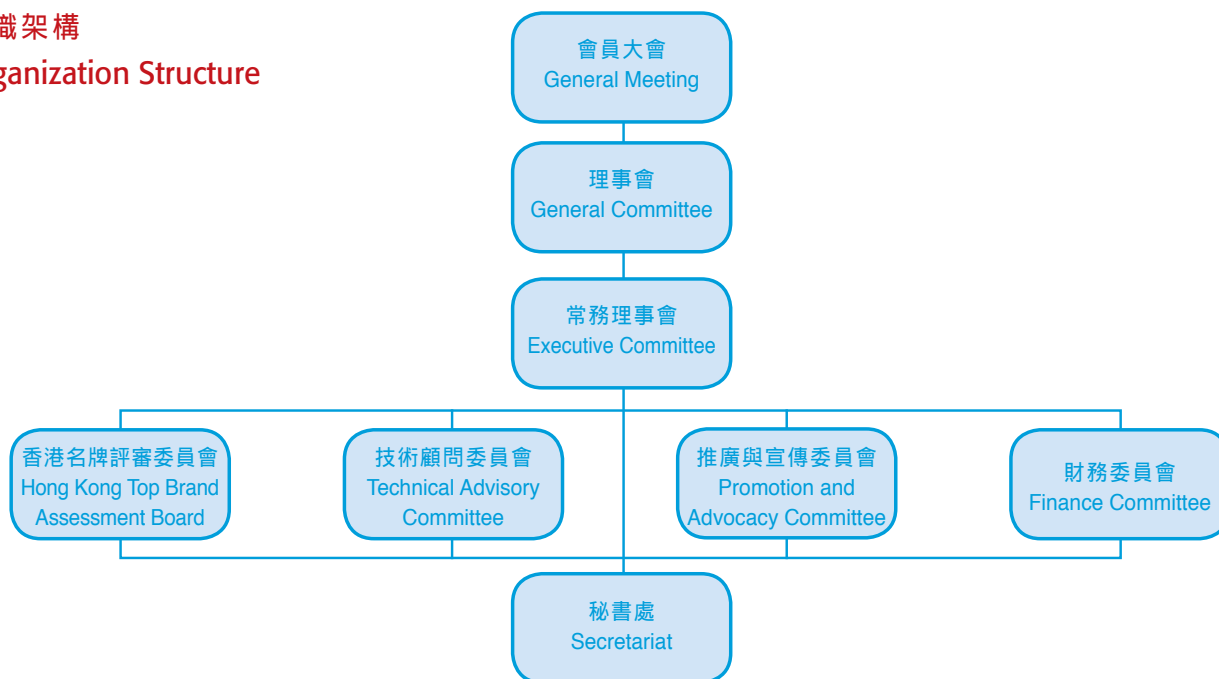 織架構
ganization Structure
會員大會
General Meeting
理事會
General Committee
常務理事會
Executive Committee
香港名牌評審委員會
Hong Kong Top Brand
Assessment Board
技術顧問委員會
Technical Advisory
Committee
推廣與宣傳委員會
Promotion and
Advocacy Committee
財務委員會
Finance Committee
秘書處
Secretariat